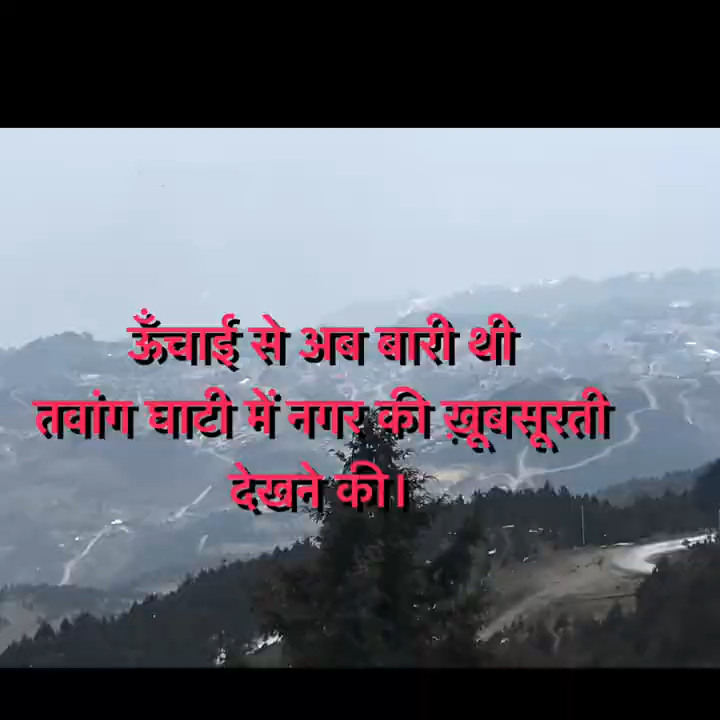 ऊँचाई से अब बारी थी
तवांग घाटी में नगर की ख़ूबसूरती
देखने की।